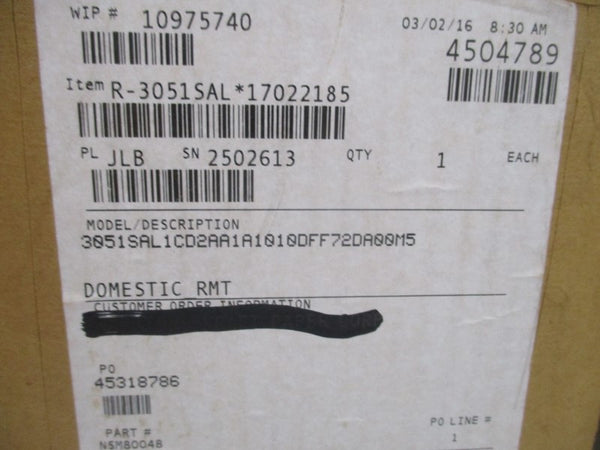 WIP # 10975740 03/02/16 8:30 AM
4504789
Item R-3051SAL*17022185
PL JLB SN 2502613 QTY 1 EACH
MODEL/DESCRIPTION
3051SAL1CD2AA1A1010DFF72DA00M5
DOMESTIC RMT
CUSTOMER ORDER INFORMATION
PO
45318786
PART # PO LINE #
NSM80048 1